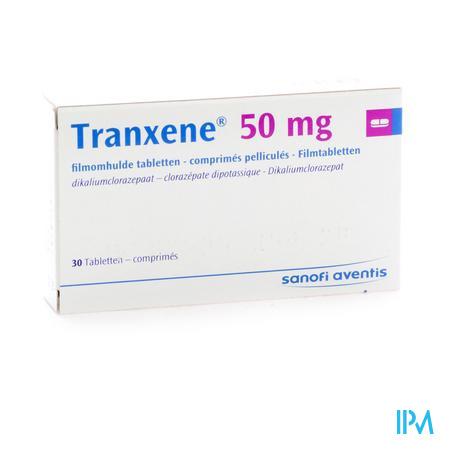 Tranxene® 50 mg
filmomhulde tabletten - comprimés pelliculés - Filmtabletten
dikaliumclorazepaat – clorazépate dipotassique - Dikaliumclorazepat
30 Tabletten – comprimés
sanofi aventis
IPM